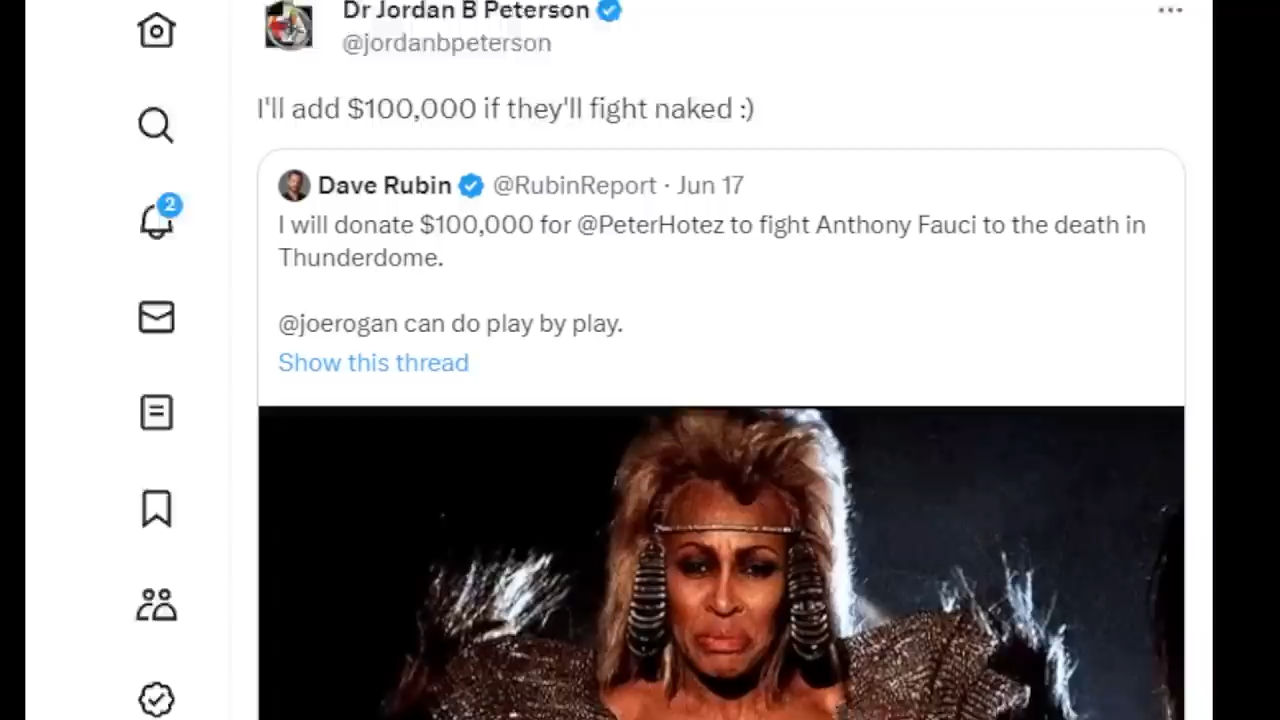 Dr Jordan B Peterson
@jordanbpeterson
I'll add $100,000 if they'll fight naked :)
Dave Rubin @RubinReport · Jun 17
I will donate $100,000 for @PeterHotez to fight Anthony Fauci to the death in
Thunderdome.
@joerogan can do play by play.
Show this thread
2